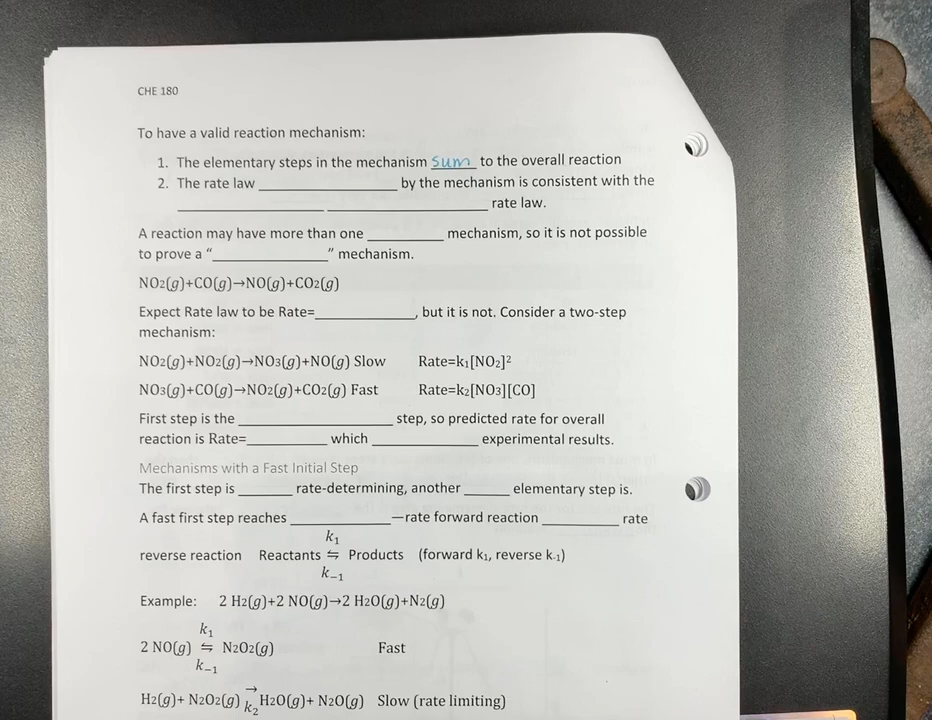 CHE 180
To have a valid reaction mechanism:
1. The elementary steps in the mechanism sum to the overall reaction
2. The rate law ________________ by the mechanism is consistent with the
_________________ __________________ rate law.
A reaction may have more than one _________ mechanism, so it is not possible
to prove a "_____________" mechanism.
NO₂(g)+CO(g)→NO(g)+CO₂(g)
Expect Rate law to be Rate=____________, but it is not. Consider a two-step
mechanism:
NO₂(g)+NO₂(g)→NO₃(g)+NO(g) Slow Rate=k₁[NO₂]²
NO₃(g)+CO(g)→NO₂(g)+CO₂(g) Fast Rate=k₂[NO₃][CO]
First step is the __________________ step, so predicted rate for overall
reaction is Rate=_________ which ____________ experimental results.
Mechanisms with a Fast Initial Step
The first step is ______ rate-determining, another _____ elementary step is.
A fast first step reaches ___________—rate forward reaction _________ rate
k₁
reverse reaction Reactants ⇋ Products (forward k₁, reverse k₋₁)
k₋₁
Example: 2 H₂(g)+2 NO(g)→2 H₂O(g)+N₂(g)
k₁
2 NO(g) ⇋ N₂O₂(g) Fast
k₋₁
H₂(g)+ N₂O₂(g) →k₂ H₂O(g)+ N₂O(g) Slow (rate limiting)